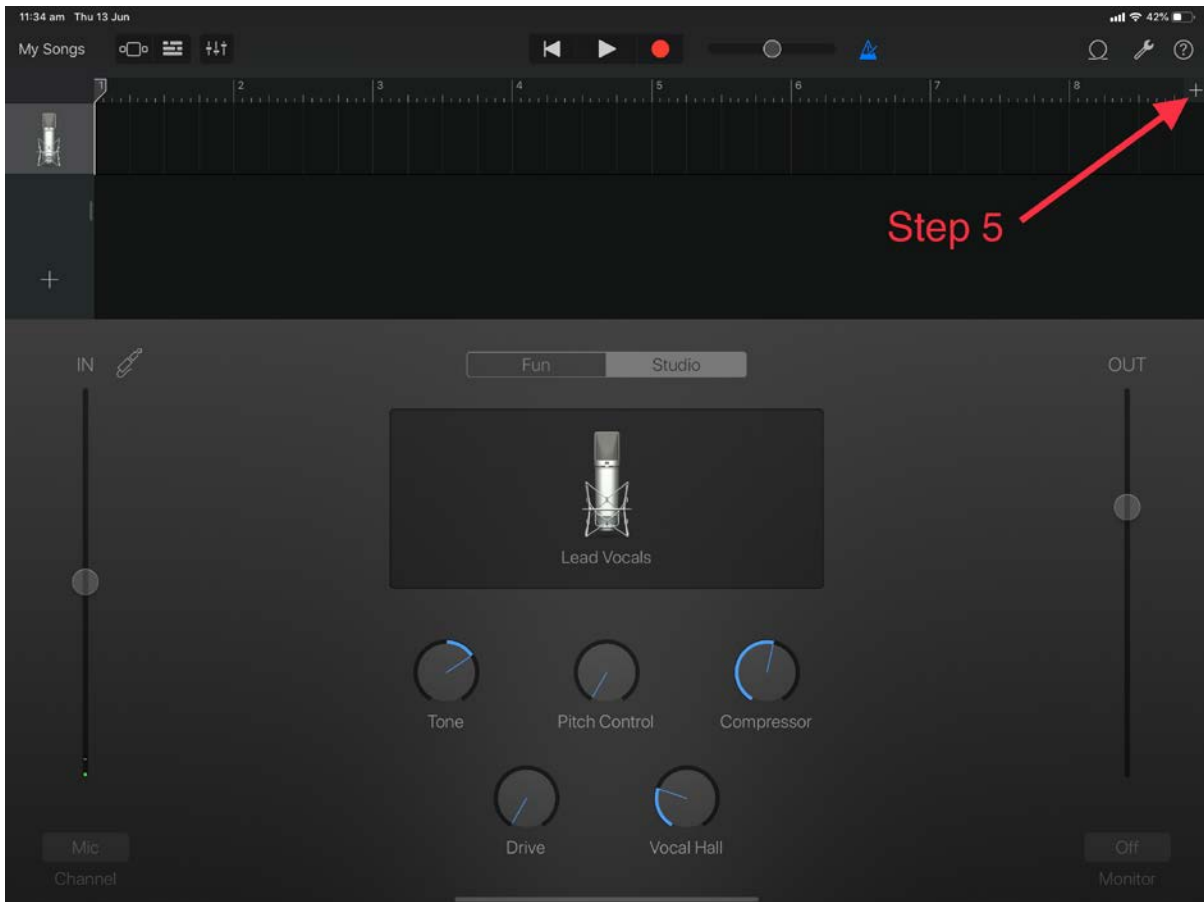 11:34 am Thu 13 Jun
42%
My Songs
1 2 3 4 5 6 7 8
Step 5
IN
Fun Studio
OUT
Lead Vocals
Tone Pitch Control Compressor
Drive Vocal Hall
Mic Off
Channel Monitor